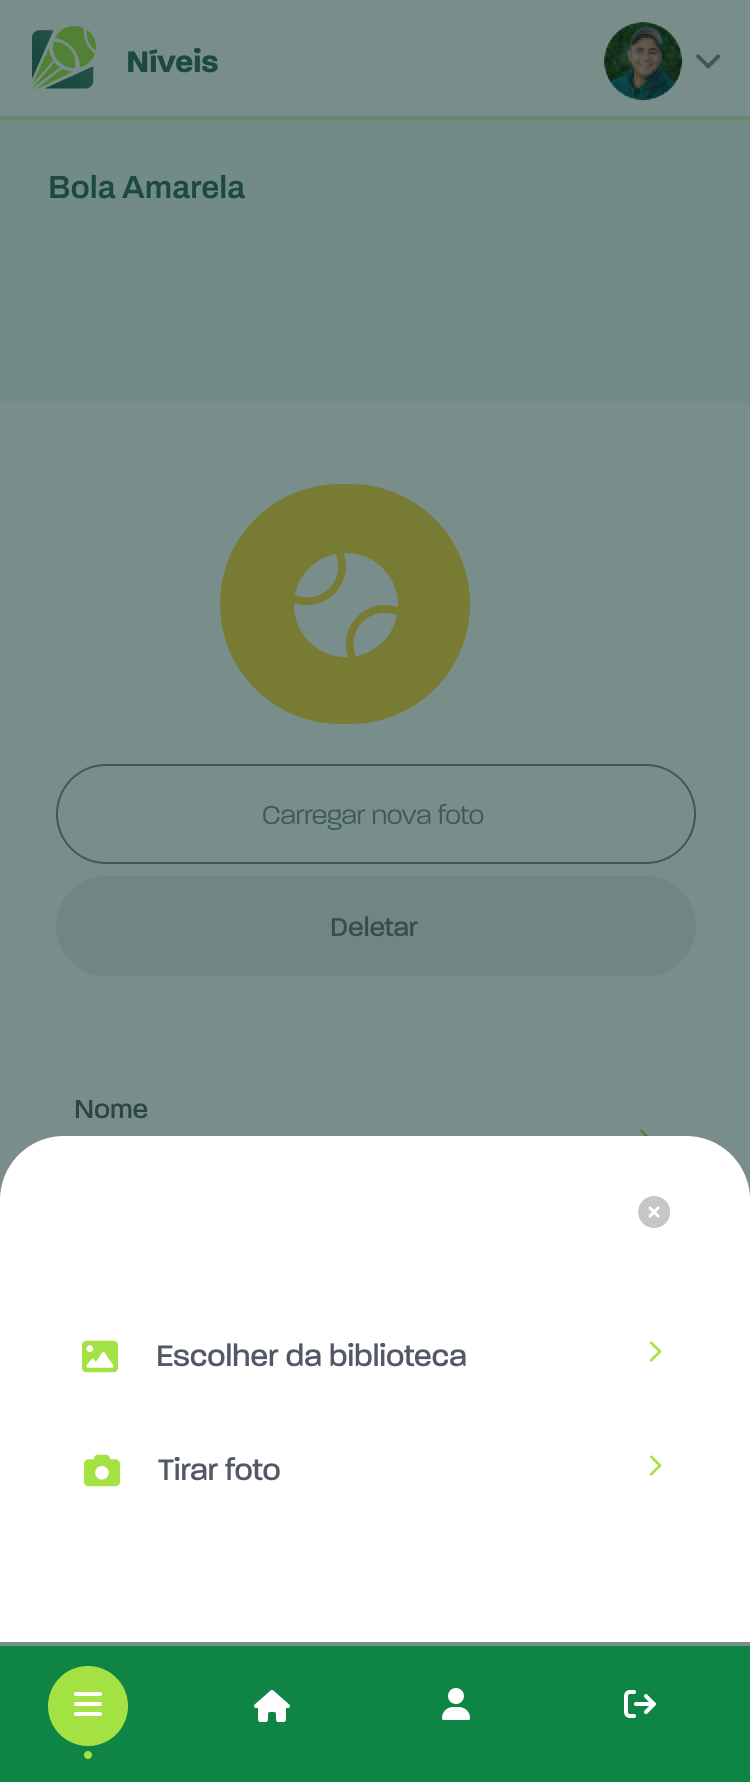 Níveis
Bola Amarela
Carregar nova foto
Deletar
Nome
Escolher da biblioteca
Tirar foto